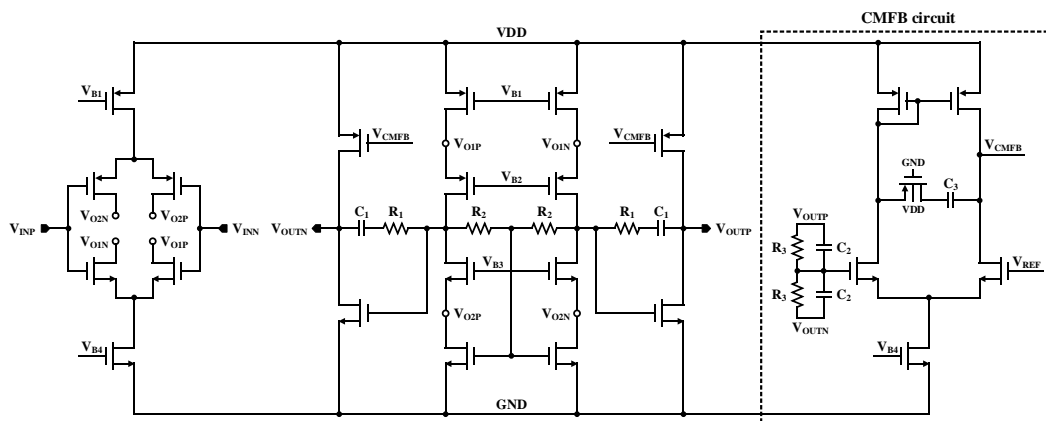 CMFB circuit
VDD
VB1
VB1
VCMFB
VO1P
VO1N
VCMFB
VCMFB
GND
C3
VDD
VB2
VO2N
VO2P
VINP
VINN
VO1N
VO1P
VOUTN
C1
R1
R2
R2
R1
C1
VOUTP
VOUTP
R3
C2
R3
C2
VOUTN
VREF
VB3
VO2P
VO2N
VB4
VB4
GND